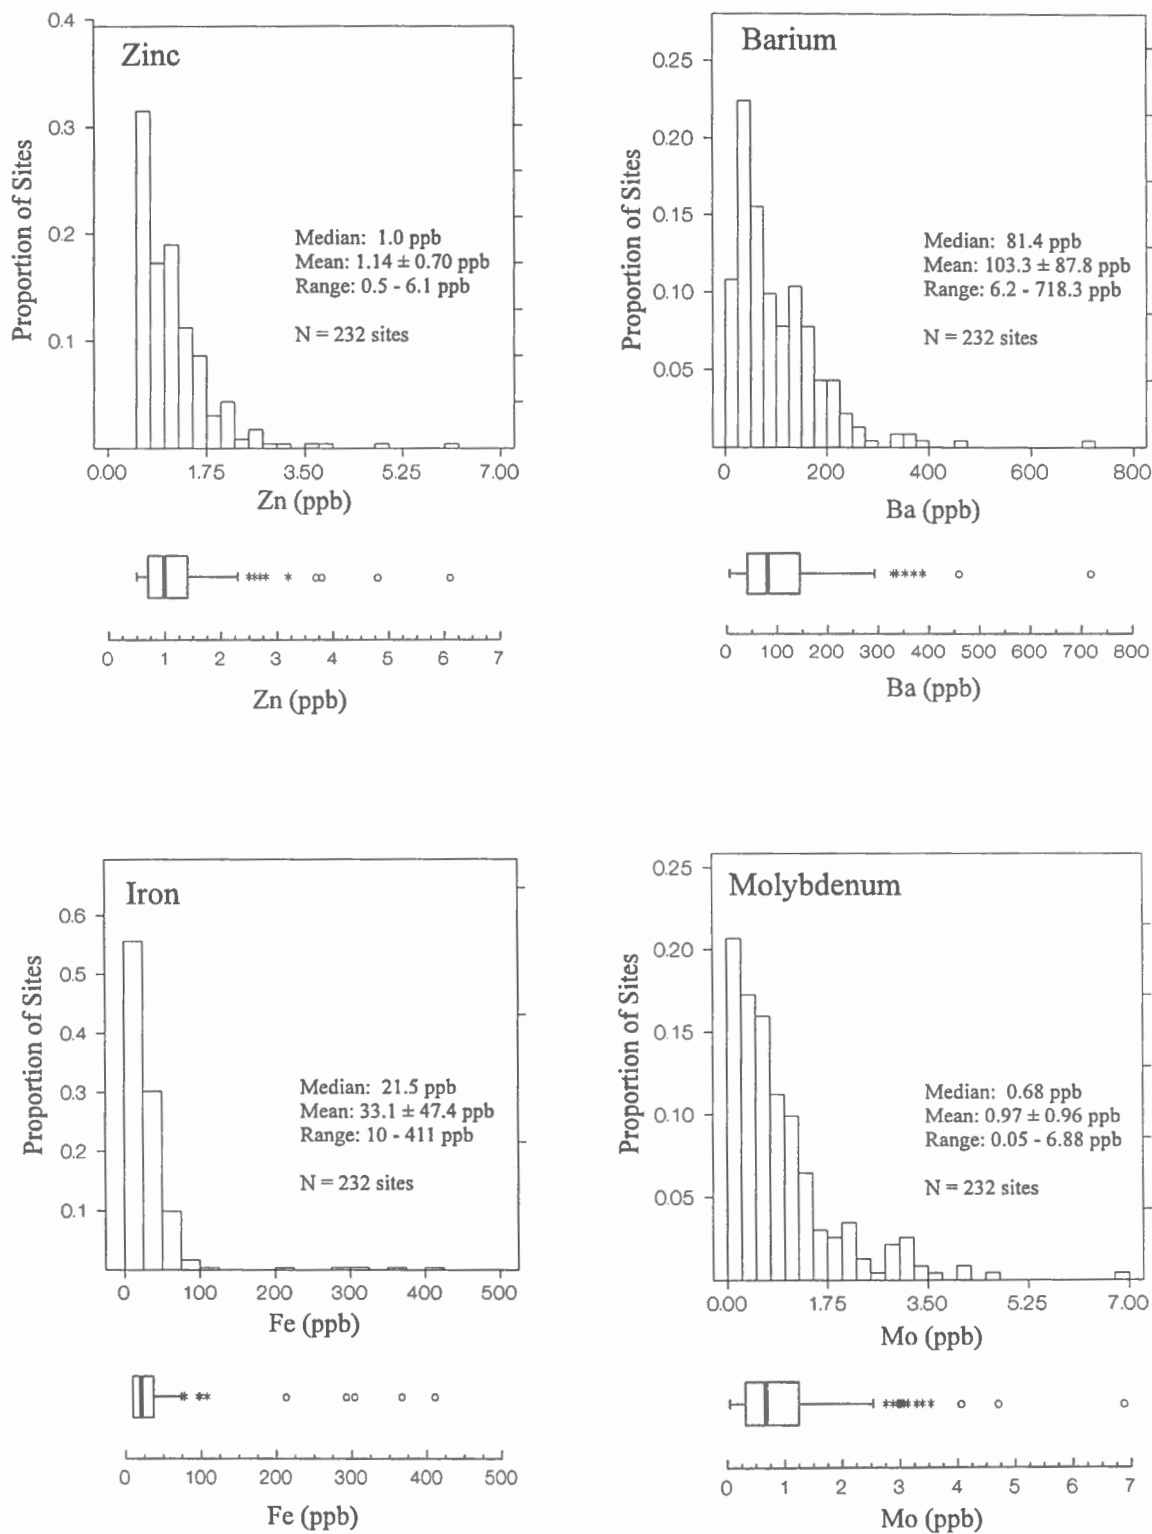 Zinc
0.4
0.3
0.2
0.1
Proportion of Sites
Median: 1.0 ppb
Mean: 1.14 ± 0.70 ppb
Range: 0.5 - 6.1 ppb
N = 232 sites
0.00 1.75 3.50 5.25 7.00
Zn (ppb)
0 1 2 3 4 5 6 7
Zn (ppb)
Barium
0.25
0.20
0.15
0.10
0.05
Proportion of Sites
Median: 81.4 ppb
Mean: 103.3 ± 87.8 ppb
Range: 6.2 - 718.3 ppb
N = 232 sites
0 200 400 600 800
Ba (ppb)
0 100 200 300 400 500 600 700 800
Ba (ppb)
Iron
0.6
0.5
0.4
0.3
0.2
0.1
Proportion of Sites
Median: 21.5 ppb
Mean: 33.1 ± 47.4 ppb
Range: 10 - 411 ppb
N = 232 sites
0 100 200 300 400 500
Fe (ppb)
0 100 200 300 400 500
Fe (ppb)
Molybdenum
0.25
0.20
0.15
0.10
0.05
Proportion of Sites
Median: 0.68 ppb
Mean: 0.97 ± 0.96 ppb
Range: 0.05 - 6.88 ppb
N = 232 sites
0.00 1.75 3.50 5.25 7.00
Mo (ppb)
0 1 2 3 4 5 6 7
Mo (ppb)